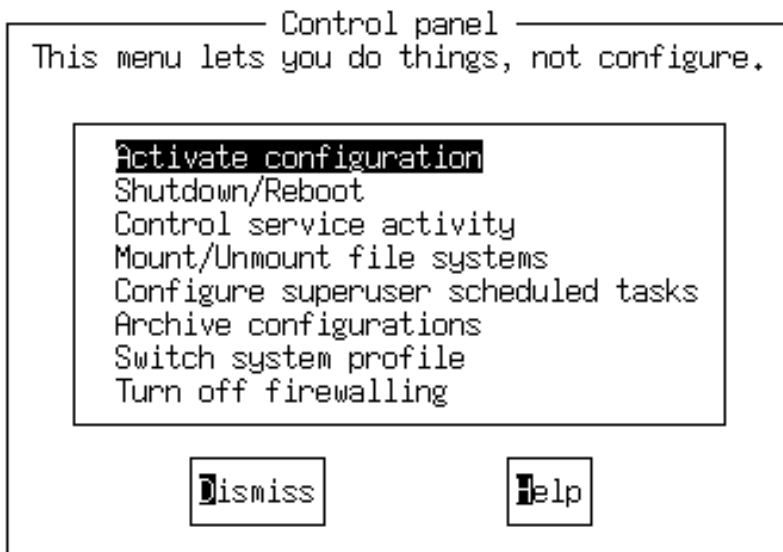 Control panel
This menu lets you do things, not configure.
Activate configuration
Shutdown/Reboot
Control service activity
Mount/Unmount file systems
Configure superuser scheduled tasks
Archive configurations
Switch system profile
Turn off firewalling
Dismiss Help